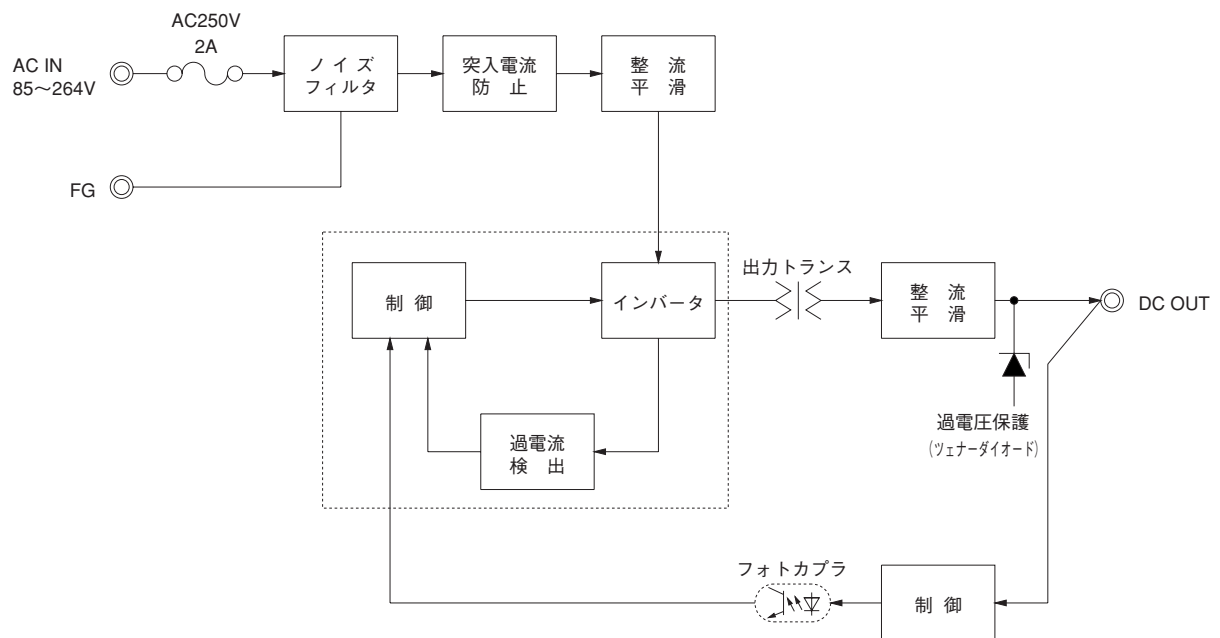 AC250V
2A
AC IN
85～264V
ノイズ
フィルタ
突入電流
防 止
整 流
平 滑
FG
制 御
インバータ
出力トランス
整 流
平 滑
DC OUT
過電流
検 出
過電圧保護
(ツェナーダイオード)
フォトカプラ
制 御